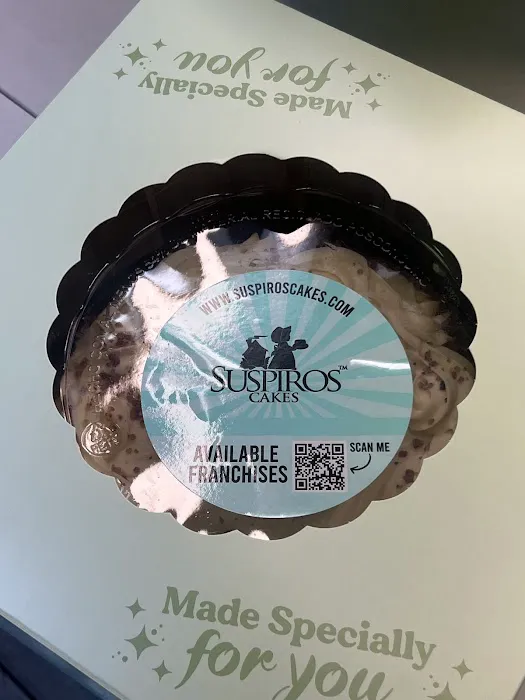 Made Specially
for you
WWW.SUSPIROSCAKES.COM
SUSPIROS™
CAKES
AVAILABLE
FRANCHISES
SCAN ME
Made Specially
for you